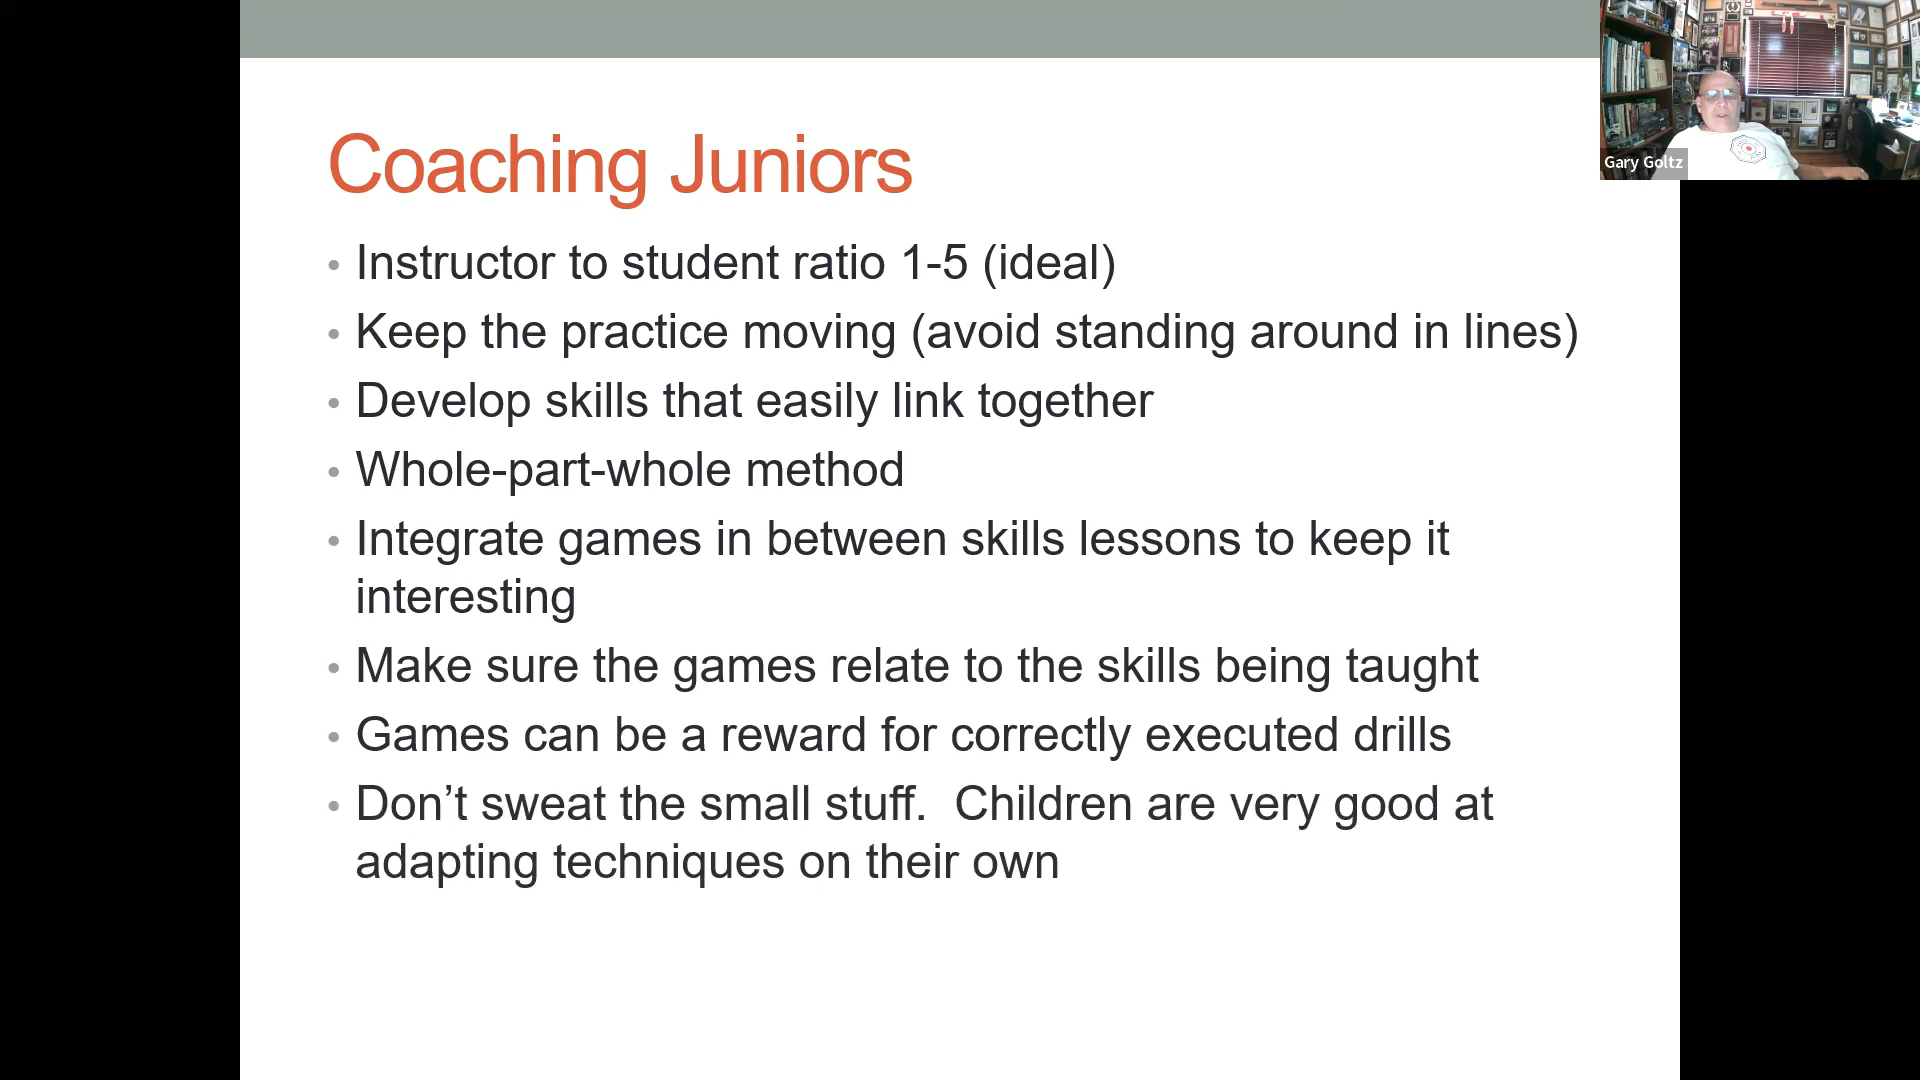 Coaching Juniors
• Instructor to student ratio 1-5 (ideal)
• Keep the practice moving (avoid standing around in lines)
• Develop skills that easily link together
• Whole-part-whole method
• Integrate games in between skills lessons to keep it
interesting
• Make sure the games relate to the skills being taught
• Games can be a reward for correctly executed drills
• Don’t sweat the small stuff.  Children are very good at
adapting techniques on their own
Gary Goltz